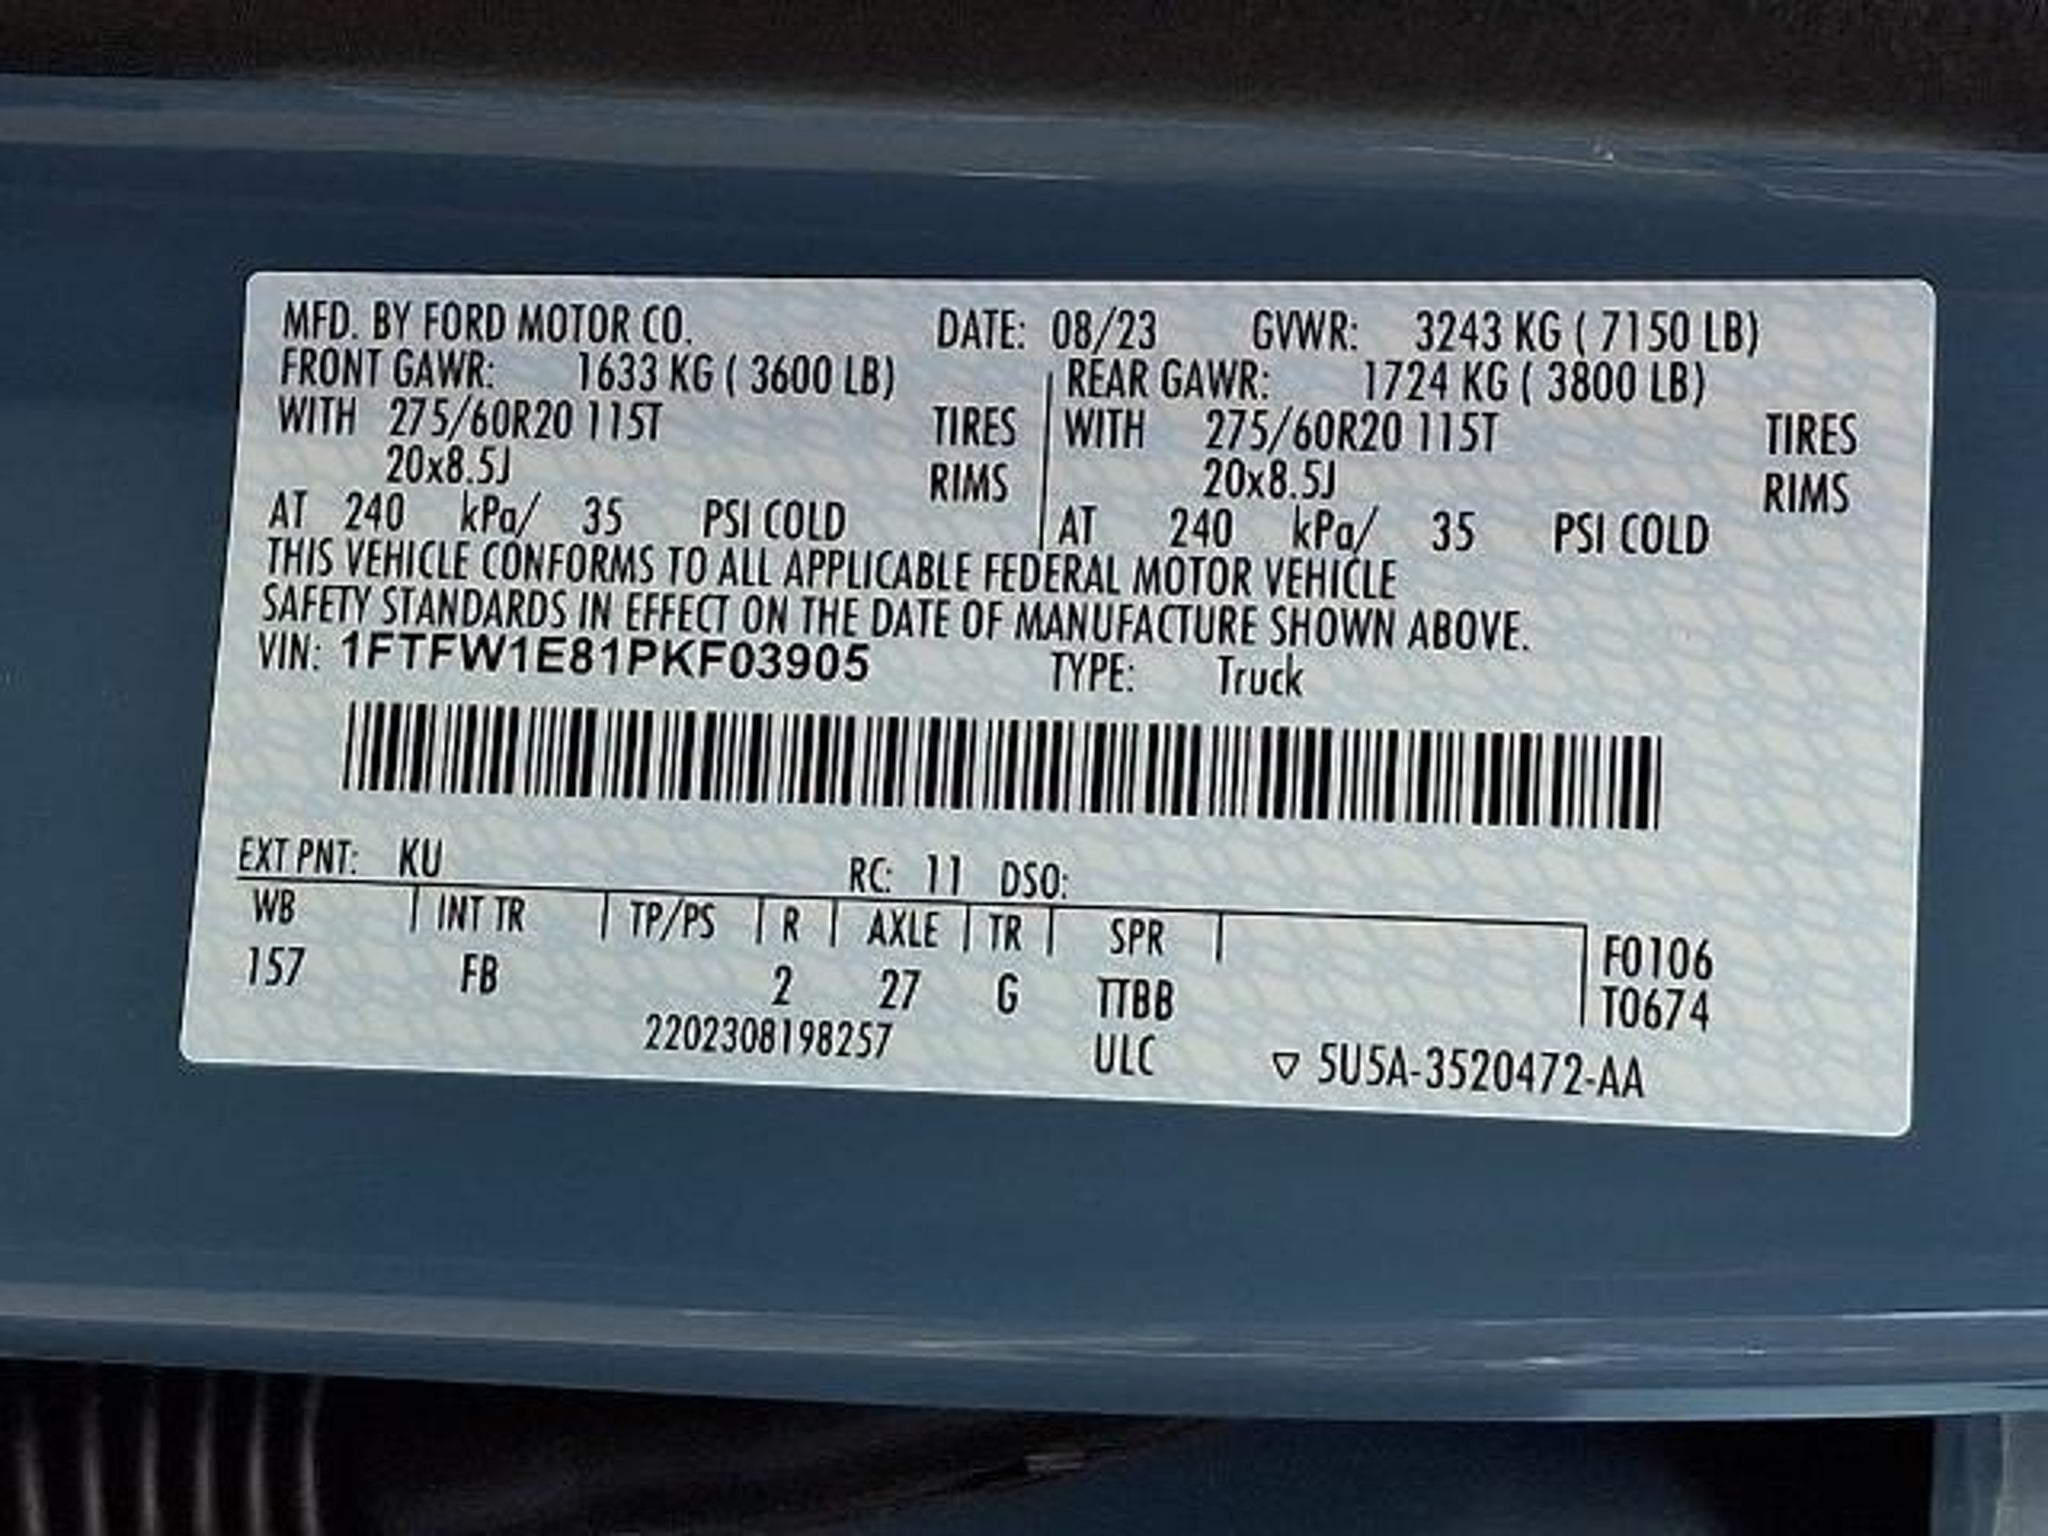 MFD. BY FORD MOTOR CO. DATE: 08/23 GVWR: 3243 KG ( 7150 LB)
FRONT GAWR: 1633 KG ( 3600 LB) REAR GAWR: 1724 KG ( 3800 LB)
WITH 275/60R20 115T TIRES WITH 275/60R20 115T TIRES
20x8.5J RIMS 20x8.5J RIMS
AT 240 kPa/ 35 PSI COLD AT 240 kPa/ 35 PSI COLD
THIS VEHICLE CONFORMS TO ALL APPLICABLE FEDERAL MOTOR VEHICLE
SAFETY STANDARDS IN EFFECT ON THE DATE OF MANUFACTURE SHOWN ABOVE.
VIN: 1FTFW1E81PKF03905 TYPE: Truck
EXT PNT: KU RC: 11 DSO:
WB INT TR TP/PS R AXLE TR SPR F0106
157 FB 2 27 G TTBB T0674
2202308198257 ULC ▽ 5U5A-3520472-AA